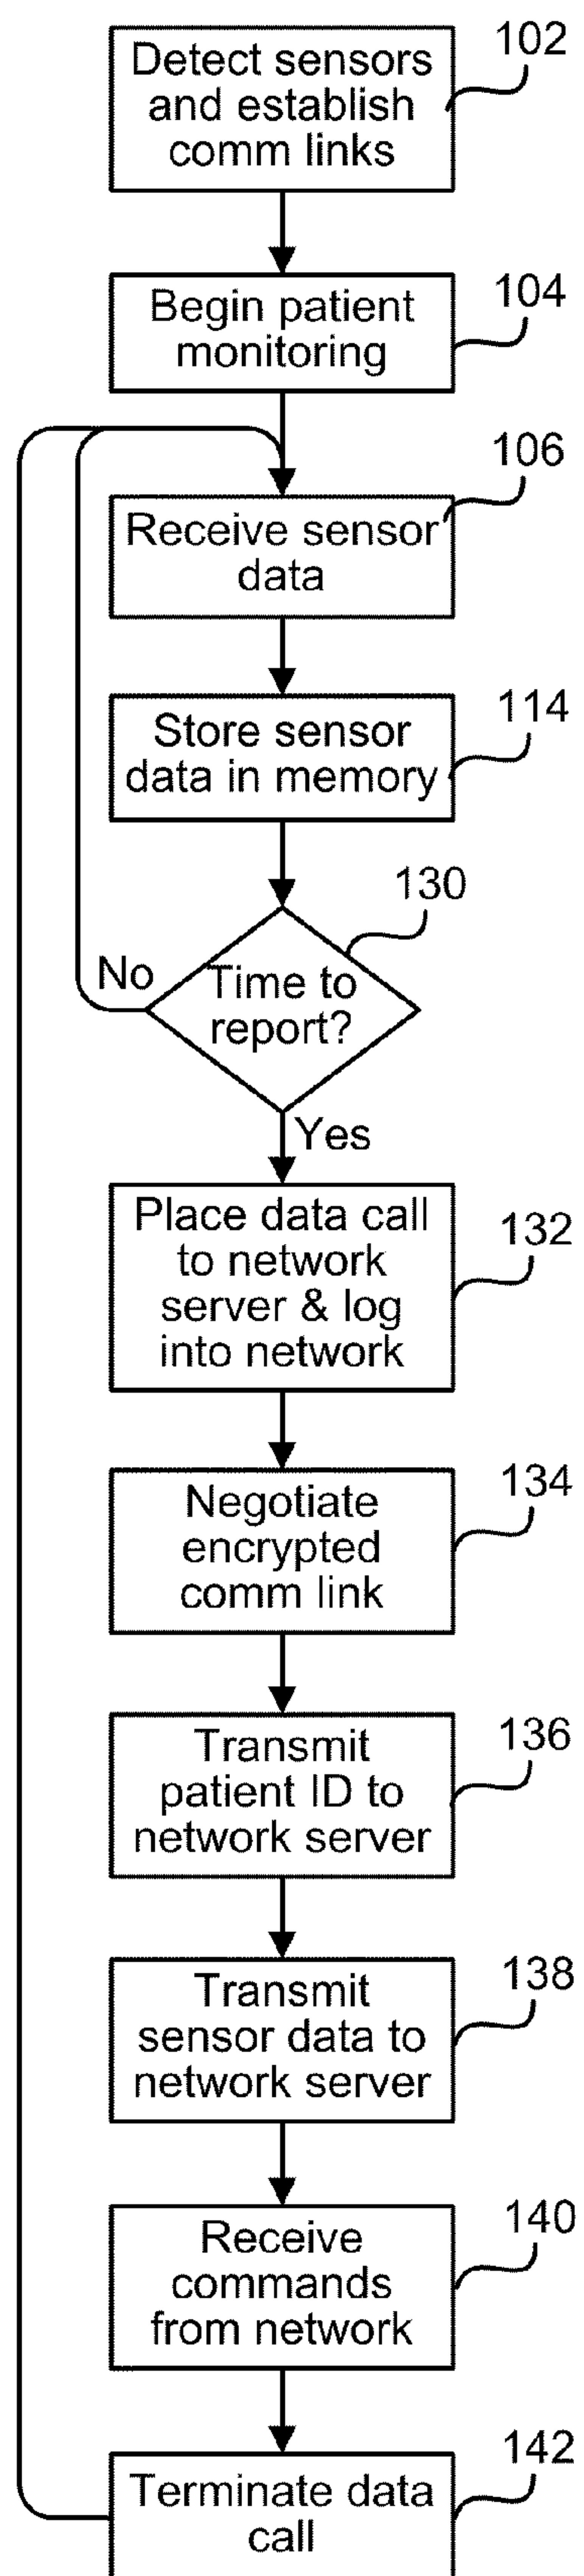 Detect sensors
and establish
comm links
102
Begin patient
monitoring
104
Receive sensor
data
106
Store sensor
data in memory
114
Time to
report?
130
No
Yes
Place data call
to network
server & log
into network
132
Negotiate
encrypted
comm link
134
Transmit
patient ID to
network server
136
Transmit
sensor data to
network server
138
Receive
commands
from network
140
Terminate data
call
142